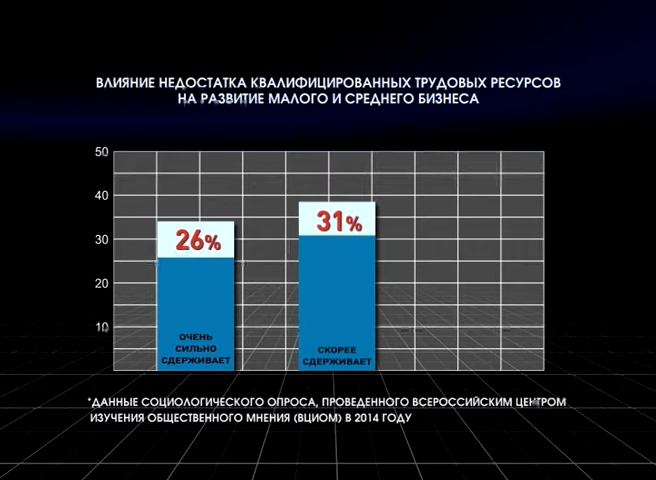 ВЛИЯНИЕ НЕДОСТАТКА КВАЛИФИЦИРОВАННЫХ ТРУДОВЫХ РЕСУРСОВ
НА РАЗВИТИЕ МАЛОГО И СРЕДНЕГО БИЗНЕСА
50
40
30
20
10
26%
31%
ОЧЕНЬ
СИЛЬНО
СДЕРЖИВАЕТ
СКОРЕЕ
СДЕРЖИВАЕТ
*ДАННЫЕ СОЦИОЛОГИЧЕСКОГО ОПРОСА, ПРОВЕДЕННОГО ВСЕРОССИЙСКИМ ЦЕНТРОМ
ИЗУЧЕНИЯ ОБЩЕСТВЕННОГО МНЕНИЯ (ВЦИОМ) В 2014 ГОДУ